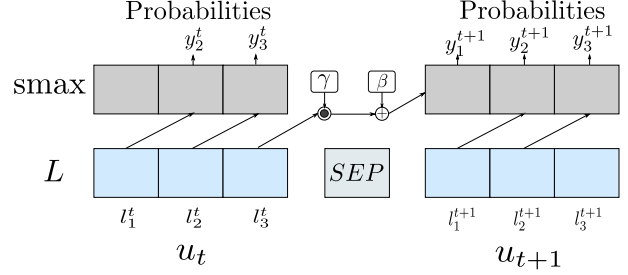 Probabilities Probabilities
y_2^t y_3^t y_1^{t+1} y_2^{t+1} y_3^{t+1}
smax γ β
L SEP
l_1^t l_2^t l_3^t l_1^{t+1} l_2^{t+1} l_3^{t+1}
u_t u_{t+1}